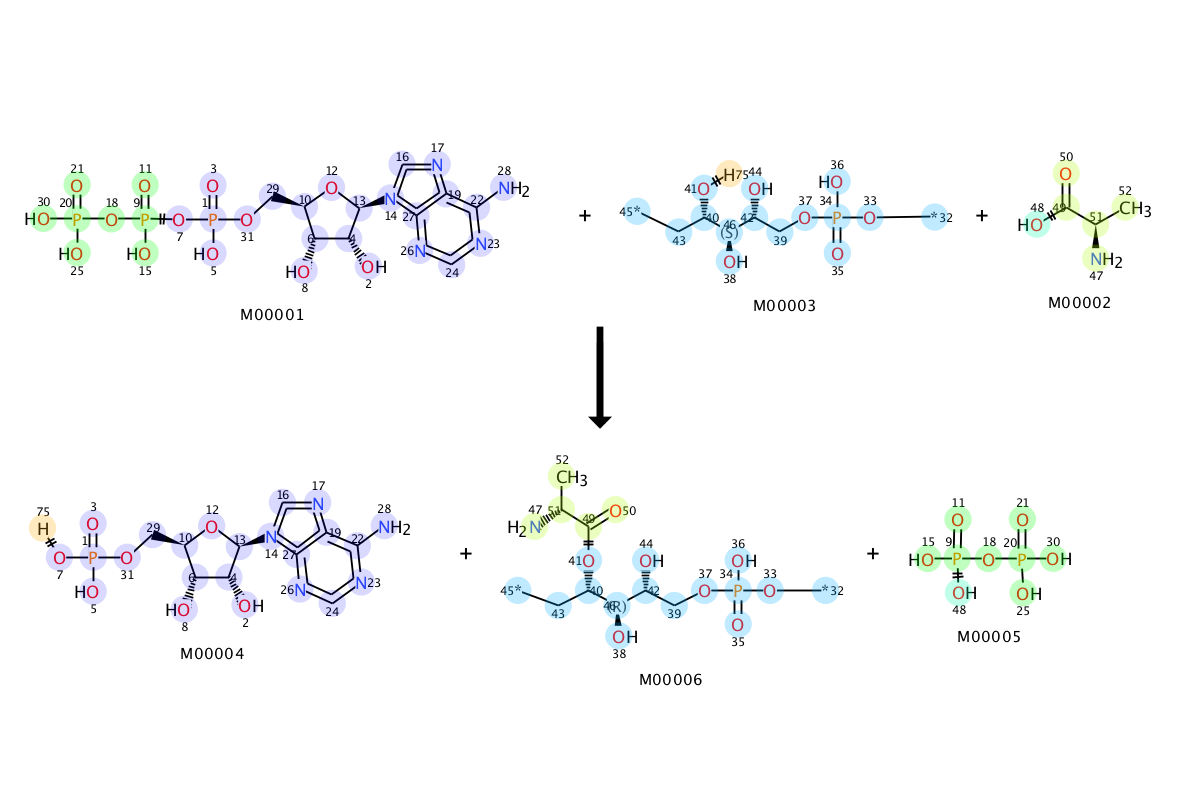 21 11 3 12 16 17 28
O O O O N NH2
30 20 18 9 1 29 10 13 19 22
HO P O P O P O N
7 31 14 27
HO HO HO 6 4 26 N N 23
25 15 5 HO OH 24
8 2
M00001
+
H75 44 36
41 O OH HO
45* 40 46 42 37 34 33 *32
(S) O P O
43 39
OH O
38 35
M00003
+
50
O 52
48 49 51 CH3
HO
NH2
47
M00002
75 3 12 16 17 28
H O O N NH2
1 29 10 13 19 22
O P O N
7 31 14 27
HO 6 4 26 N N 23
5 HO OH 24
8 2
M00004
+
52
CH3
47 51 49 O 50
H2N
41 O 44 OH 36 OH
45* 40 46 42 37 34 33 *32
(R) O P O
43 39
OH O
38 35
M00006
+
11 21
O O
15 9 18 20 30
HO P O P OH
OH OH
48 25
M00005